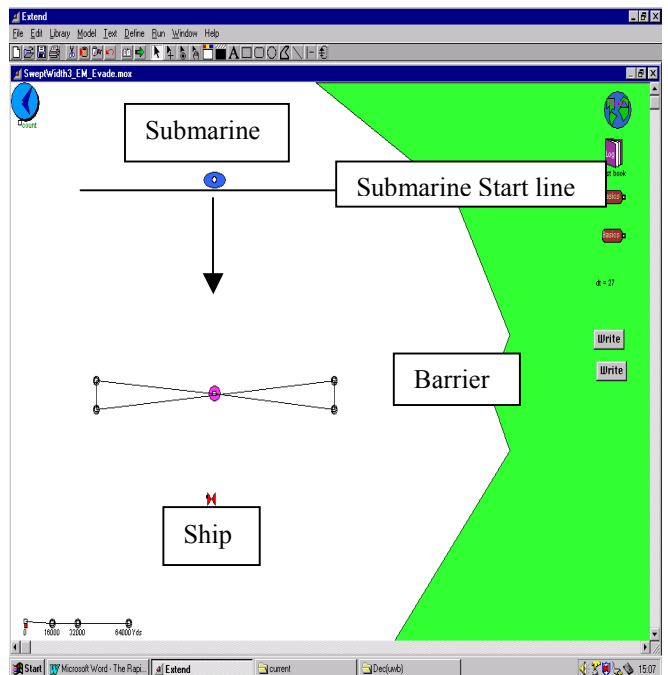 Extend
File Edit Library Model Text Define Run Window Help
SweptWidth3_EM_Evade.mox
count
Submarine
Log
Submarine Start line
dt = 27
Write
Barrier
Write
Ship
0 16000 32000 64000 Yds
Start Microsoft Word - The Rapi... Extend current Dec(uwb) 15:07